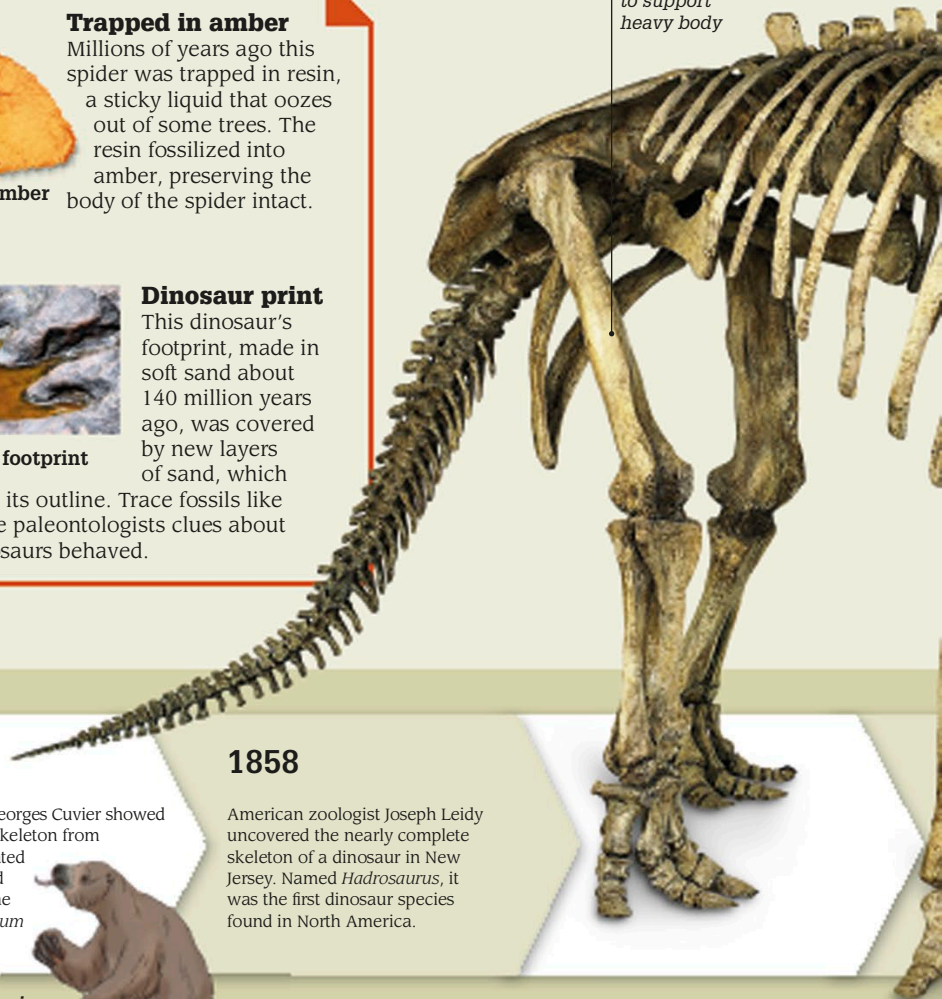 Trapped in amber
Millions of years ago this
spider was trapped in resin,
a sticky liquid that oozes
out of some trees. The
resin fossilized into
amber, preserving the
body of the spider intact.
to support
heavy body
Dinosaur print
This dinosaur's
footprint, made in
soft sand about
140 million years
ago, was covered
by new layers
of sand, which
footprint
its outline. Trace fossils like
paleontologists clues about
behaved.
Cuvier showed
from
1858
American zoologist Joseph Leidy
uncovered the nearly complete
skeleton of a dinosaur in New
Jersey. Named Hadrosaurus, it
was the first dinosaur species
found in North America.